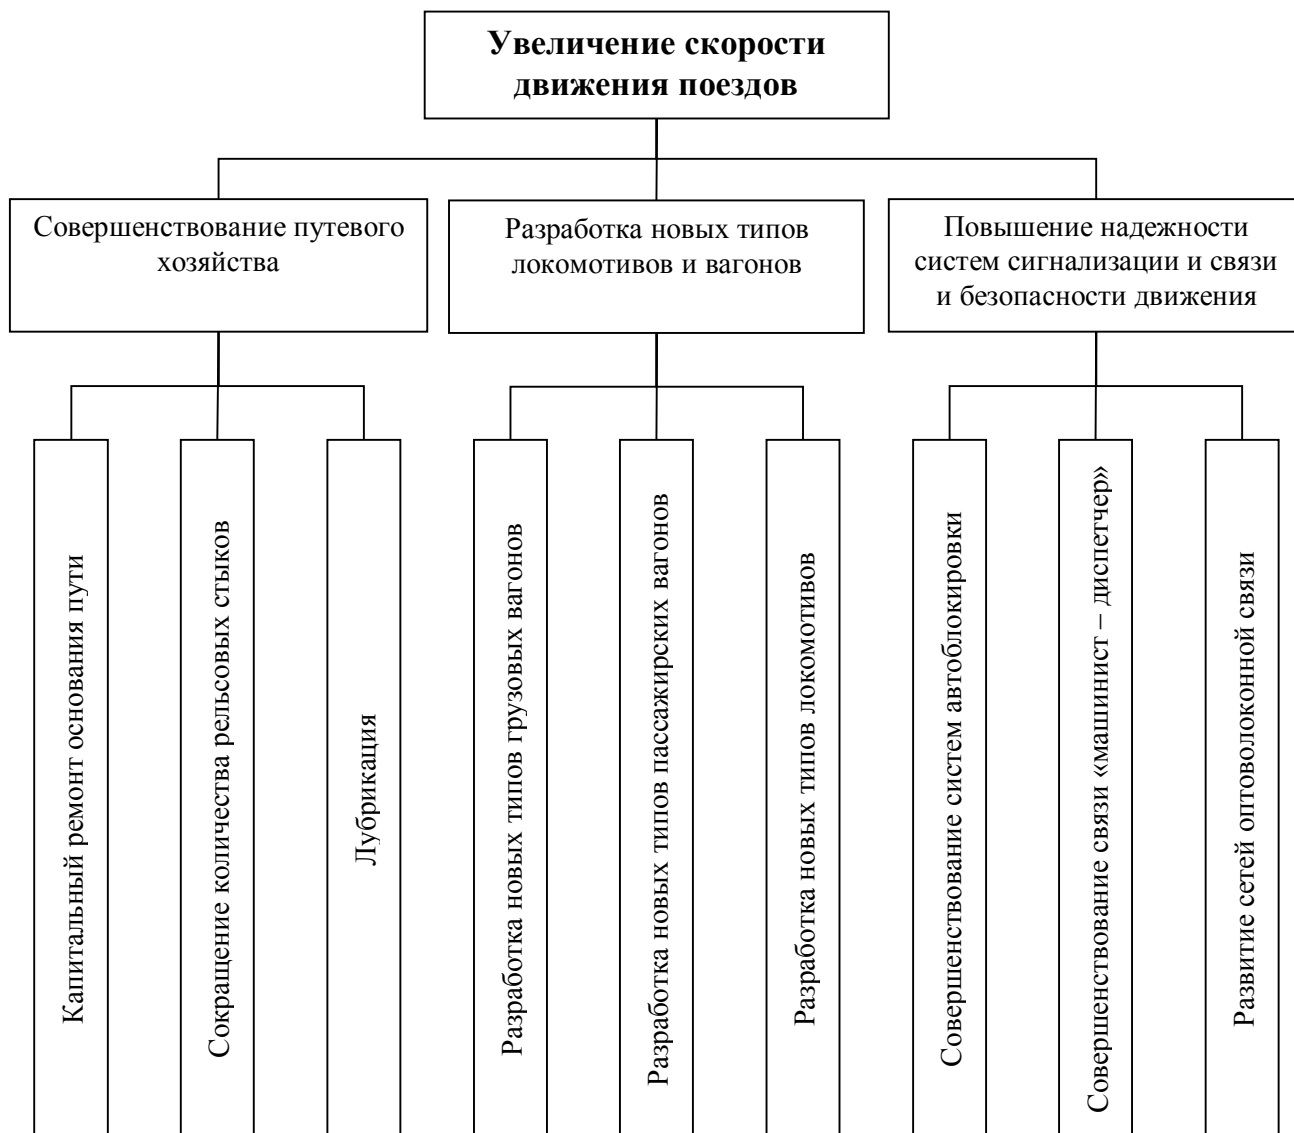 Увеличение скорости
движения поездов
Совершенствование путевого
хозяйства
Разработка новых типов
локомотивов и вагонов
Повышение надежности
систем сигнализации и связи
и безопасности движения
Капитальный ремонт основания пути
Сокращение количества рельсовых стыков
Лубрикация
Разработка новых типов грузовых вагонов
Разработка новых типов пассажирских вагонов
Разработка новых типов локомотивов
Совершенствование систем автоблокировки
Совершенствование связи «машинист – диспетчер»
Развитие сетей оптоволоконной связи